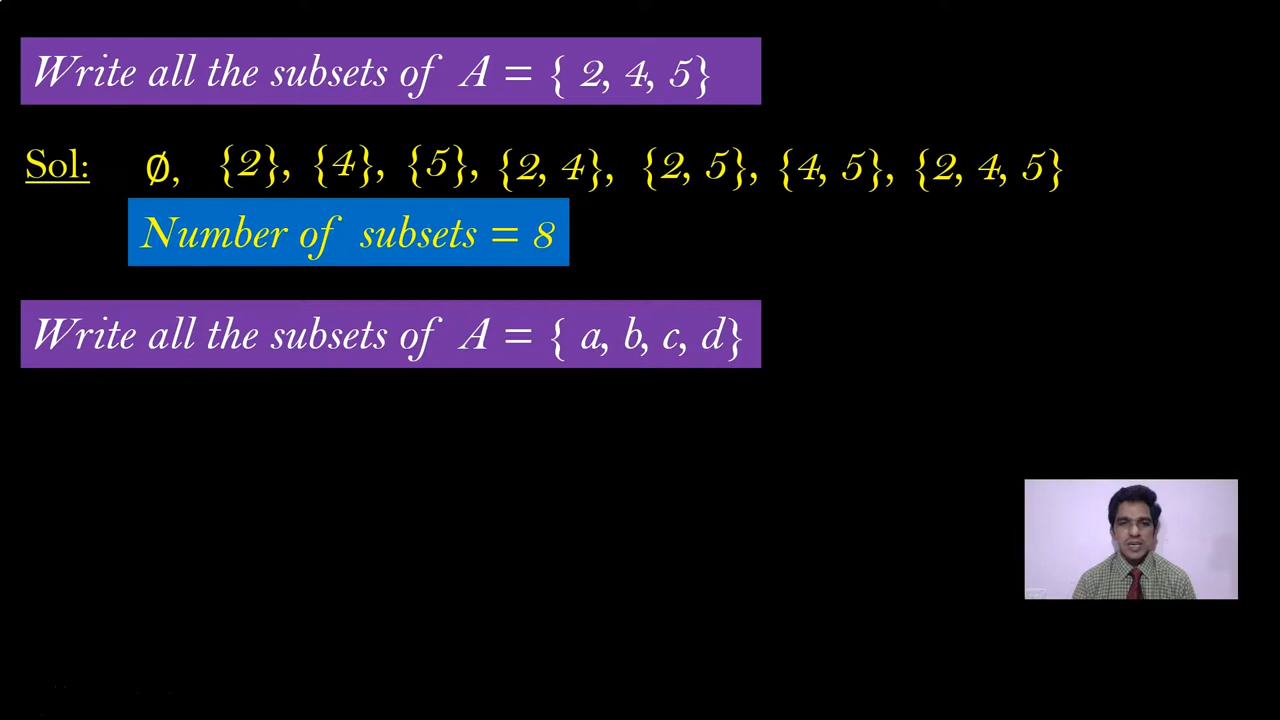 Write all the subsets of A = { 2, 4, 5}
Sol: ∅, {2}, {4}, {5}, {2, 4}, {2, 5}, {4, 5}, {2, 4, 5}
Number of subsets = 8
Write all the subsets of A = { a, b, c, d}